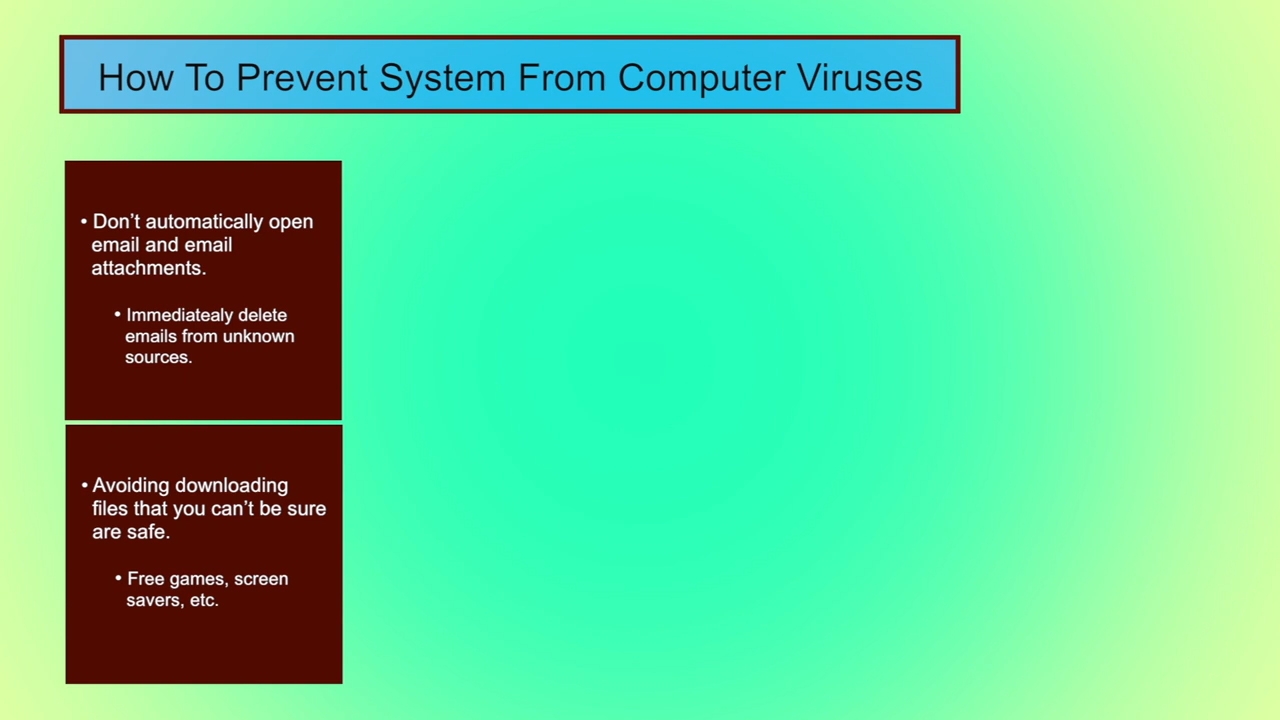 How To Prevent System From Computer Viruses
• Don’t automatically open
email and email
attachments.
• Immediatealy delete
emails from unknown
sources.
• Avoiding downloading
files that you can’t be sure
are safe.
• Free games, screen
savers, etc.